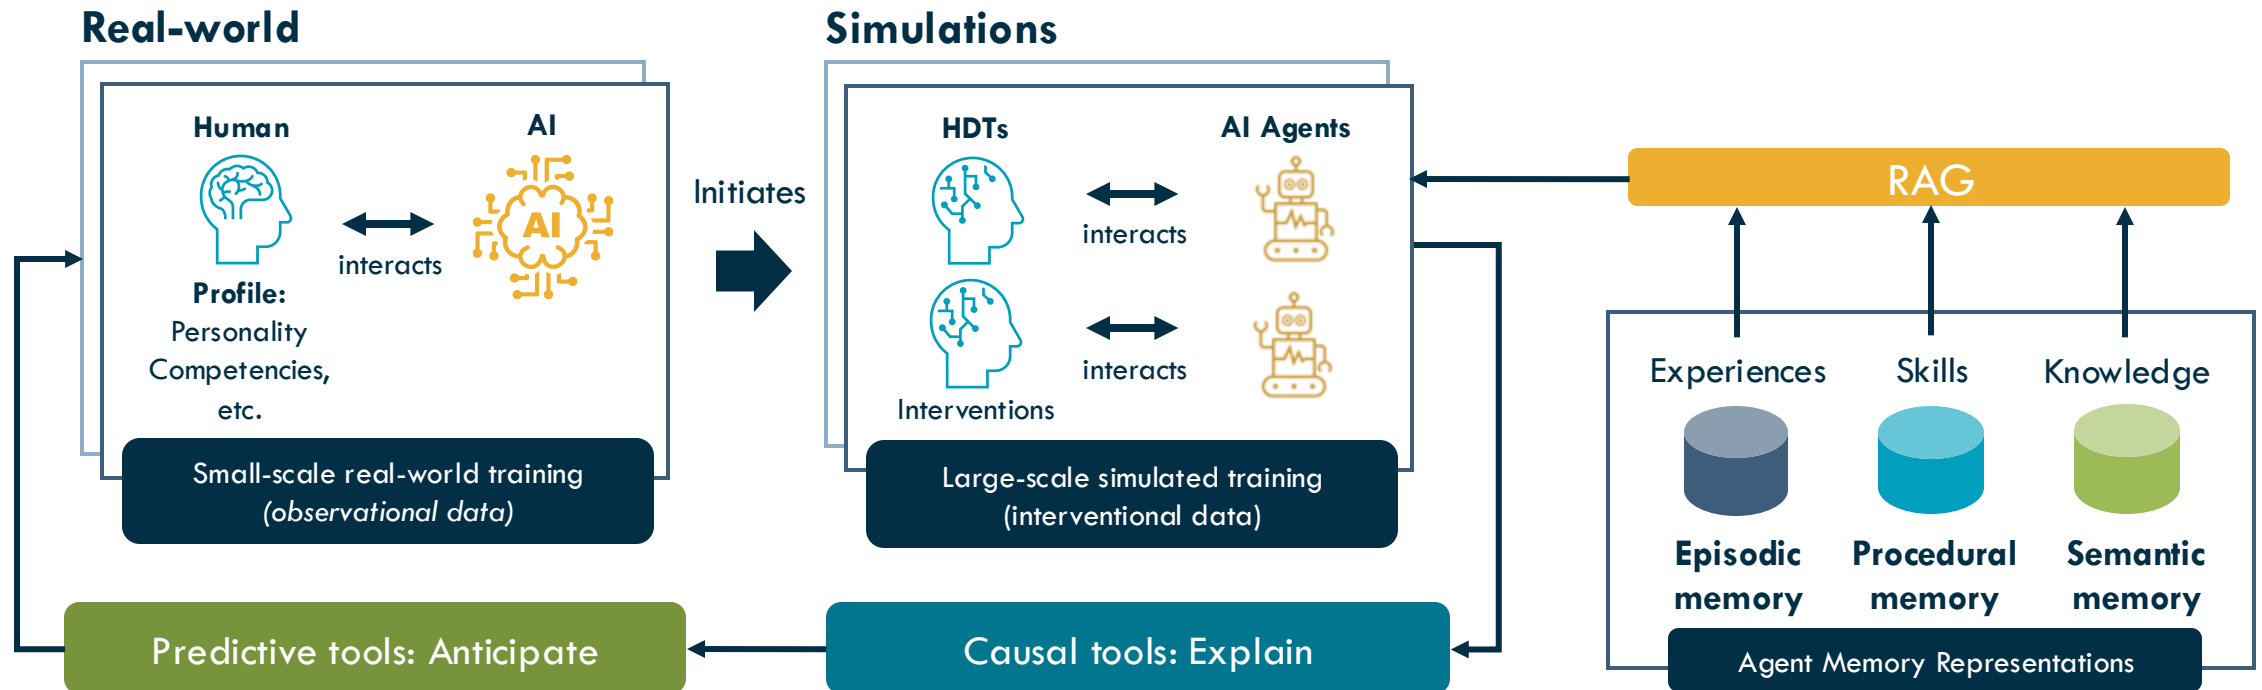 Real-world
Human
AI
AI
interacts
Profile:
Personality
Competencies,
etc.
Small-scale real-world training
(observational data)
Initiates
Simulations
HDTs
AI Agents
interacts
interacts
Interventions
Large-scale simulated training
(interventional data)
RAG
Experiences
Skills
Knowledge
Episodic
memory
Procedural
memory
Semantic
memory
Agent Memory Representations
Predictive tools: Anticipate
Causal tools: Explain